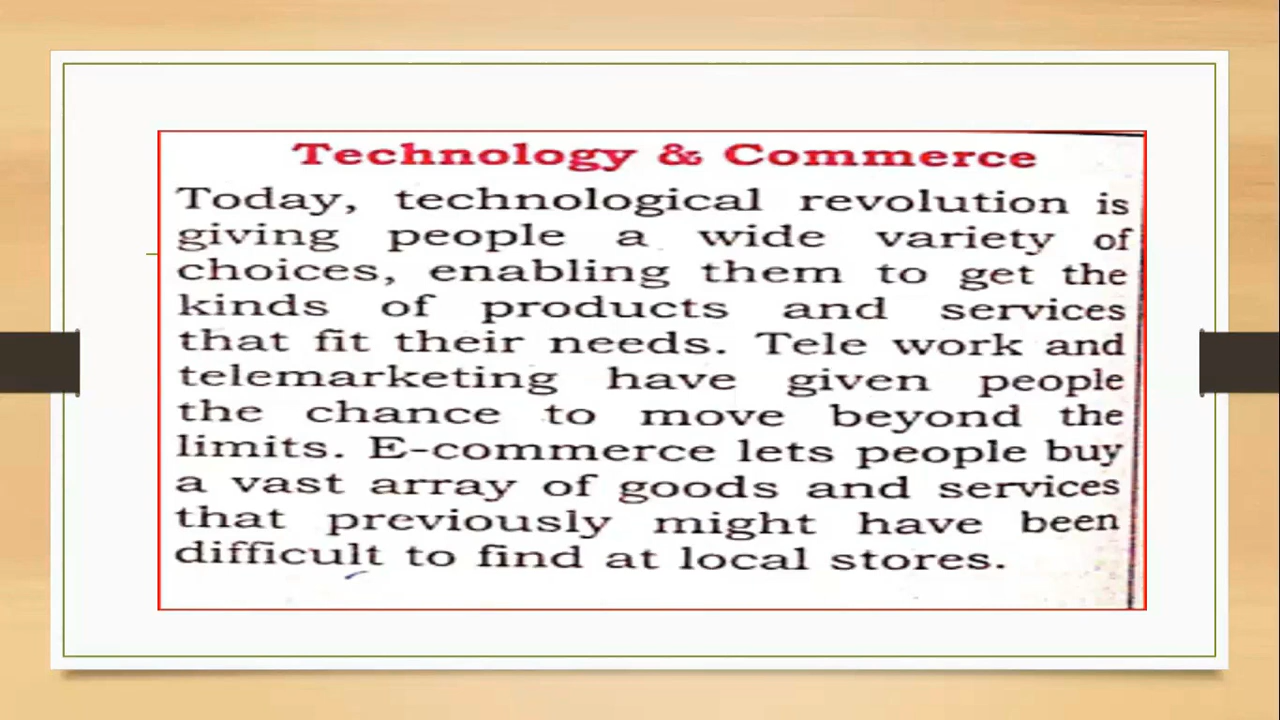 Technology & Commerce
Today, technological revolution is
giving people a wide variety of
choices, enabling them to get the
kinds of products and services
that fit their needs. Tele work and
telemarketing have given people
the chance to move beyond the
limits. E-commerce lets people buy
a vast array of goods and services
that previously might have been
difficult to find at local stores.